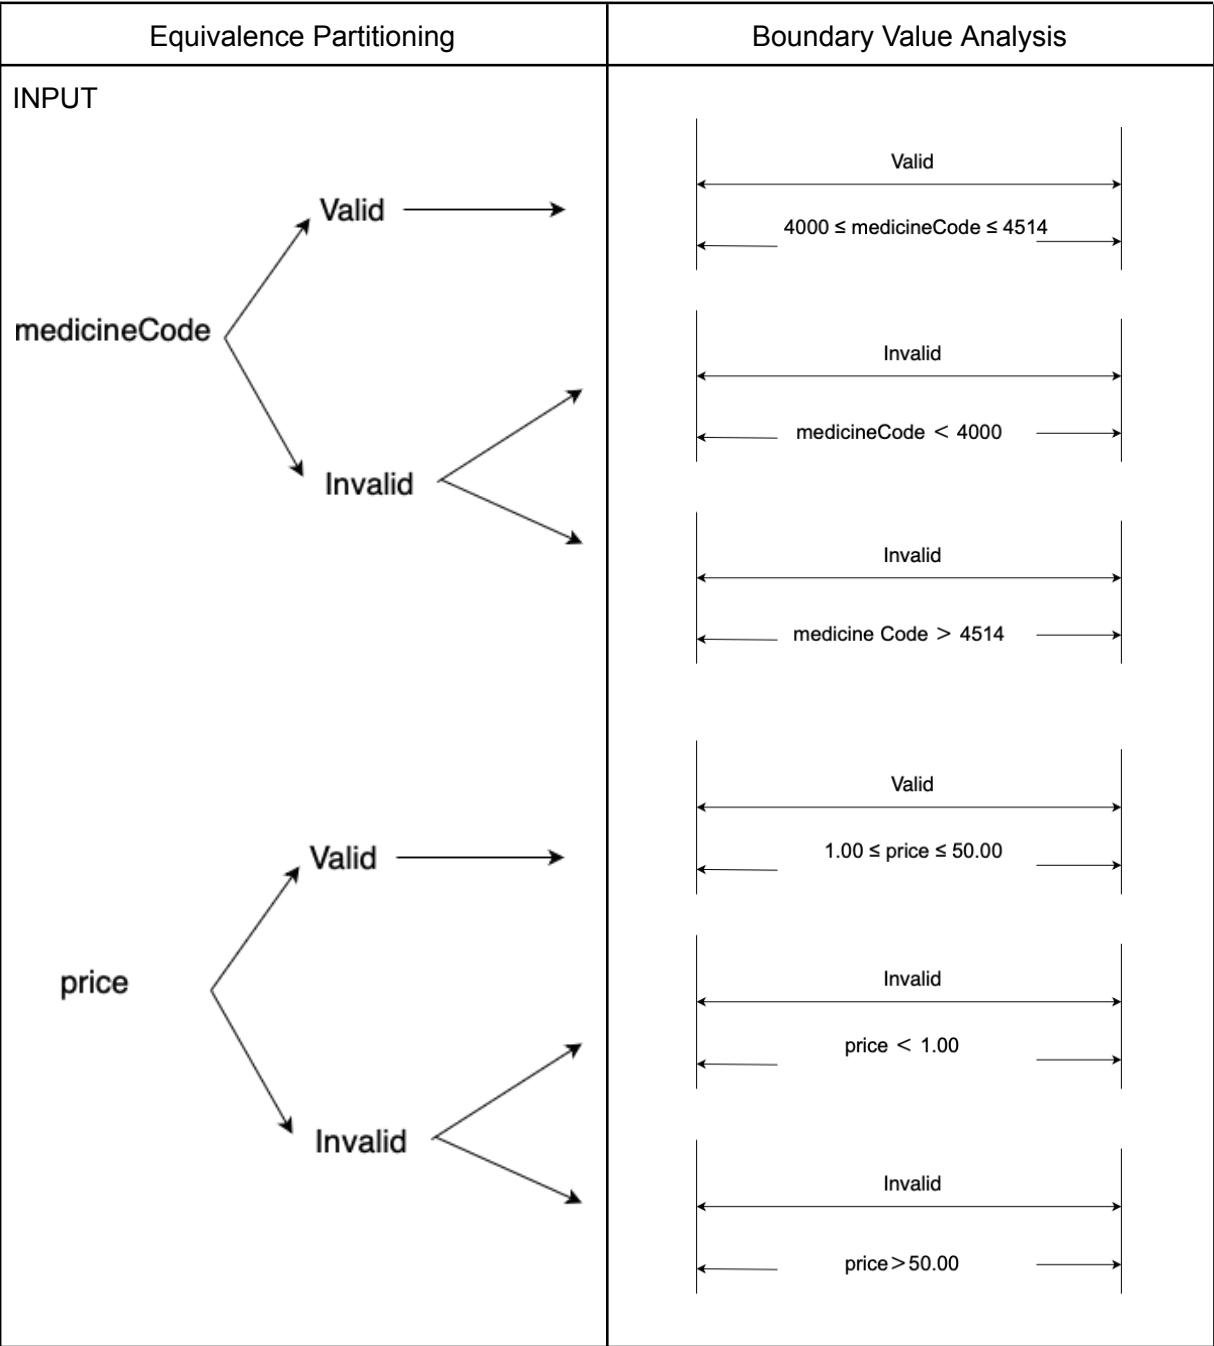 Equivalence Partitioning
Boundary Value Analysis
INPUT
Valid
medicineCode
Invalid
Valid
4000 ≤ medicineCode ≤ 4514
Invalid
medicineCode < 4000
Invalid
medicine Code > 4514
Valid
price
Invalid
Valid
1.00 ≤ price ≤ 50.00
Invalid
price < 1.00
Invalid
price > 50.00